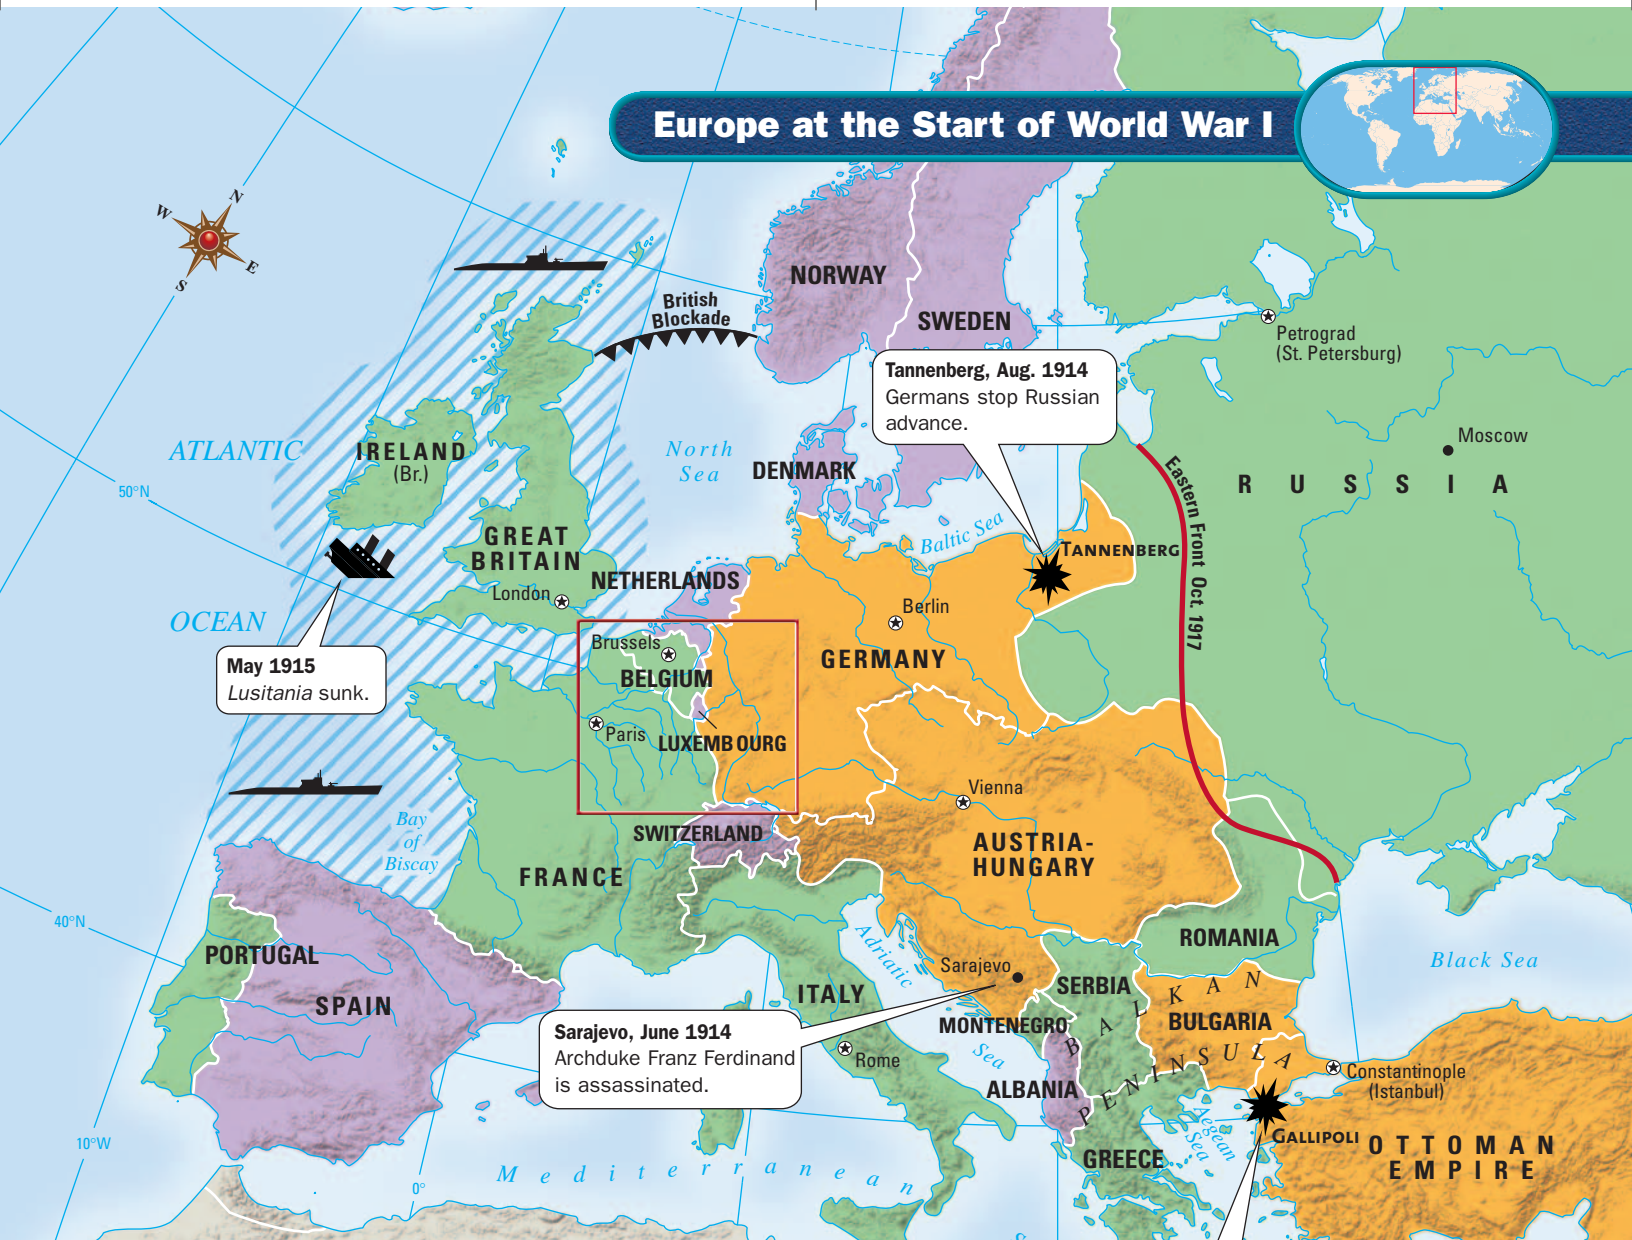 Europe at the Start of World War I
N
W
E
S
British
Blockade
NORWAY
SWEDEN
Petrograd
(St. Petersburg)
Tannenberg, Aug. 1914
Germans stop Russian
advance.
Moscow
RUSSIA
ATLANTIC
OCEAN
IRELAND
(Br.)
North
Sea
DENMARK
Eastern Front Oct. 1917
50°N
Baltic Sea
GREAT
BRITAIN
TANNENBERG
NETHERLANDS
London
Berlin
May 1915
Lusitania sunk.
Brussels
BELGIUM
GERMANY
Paris
LUXEMBOURG
Vienna
Bay
of
Biscay
SWITZERLAND
AUSTRIA-
HUNGARY
FRANCE
40°N
PORTUGAL
SPAIN
Adriatic
Sea
ROMANIA
Black Sea
Sarajevo
SERBIA
ITALY
BALKAN
PENINSULA
MONTENEGRO
BULGARIA
Sarajevo, June 1914
Archduke Franz Ferdinand
is assassinated.
Rome
Constantinople
(Istanbul)
ALBANIA
Aegean
Sea
GALLIPOLI
OTTOMAN
EMPIRE
GREECE
10°W
0°
Mediterranean